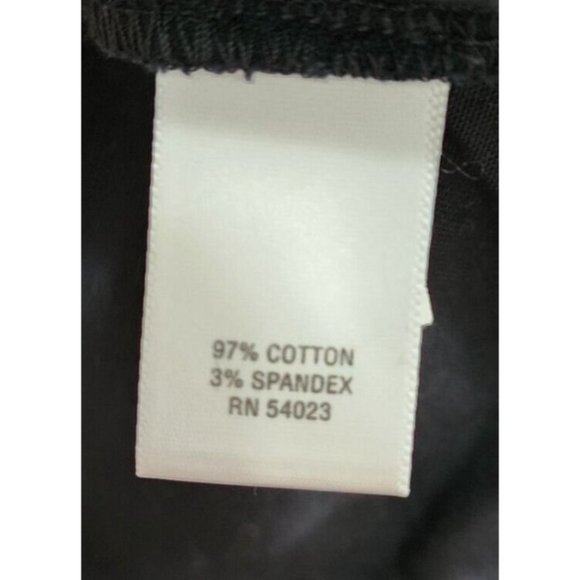 97% COTTON
3% SPANDEX
RN 54023